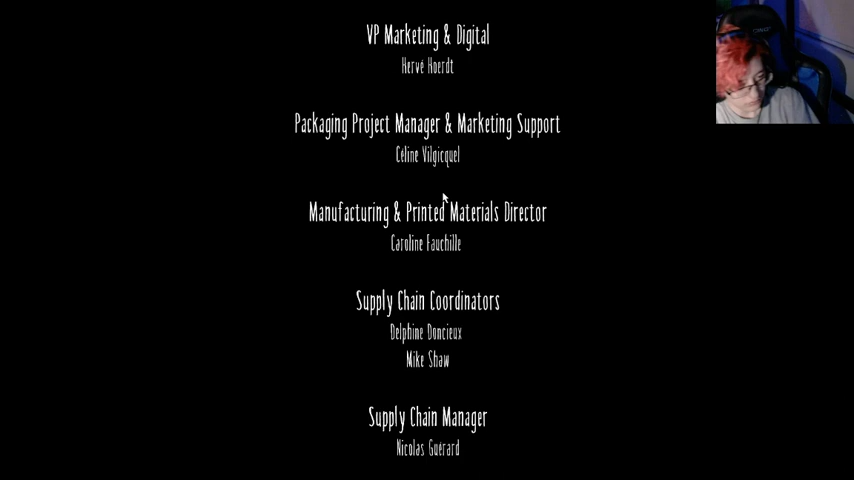 VP Marketing & Digital
Hervé Hoerdt
Packaging Project Manager & Marketing Support
Céline Vilgicquel
Manufacturing & Printed Materials Director
Caroline Fauchille
Supply Chain Coordinators
Delphine Doncieux
Mike Shaw
Supply Chain Manager
Nicolas Guérard